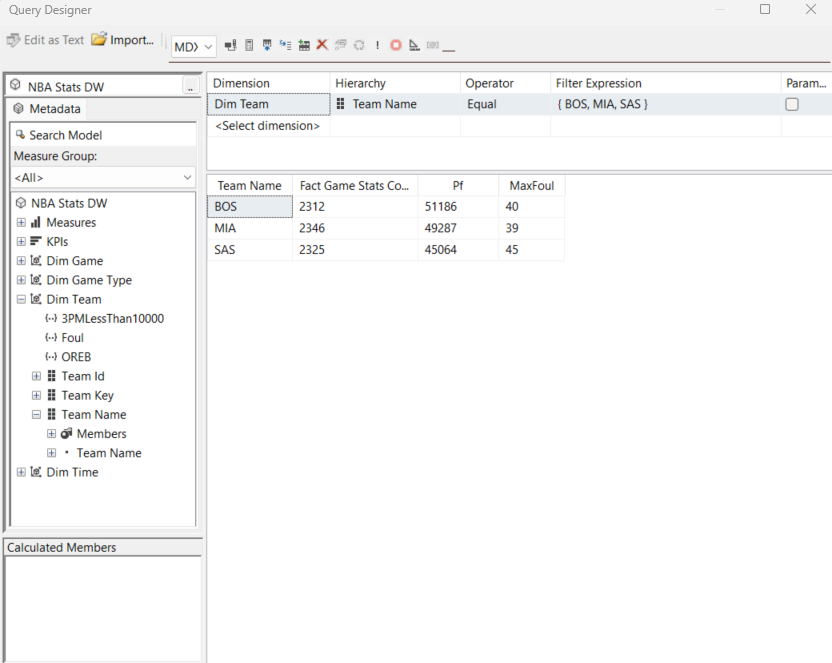 Query Designer
Edit as Text Import... MDX
NBA Stats DW ..
Metadata
Search Model
Measure Group:
<All>
NBA Stats DW
Measures
KPIs
Dim Game
Dim Game Type
Dim Team
3PMLessThan10000
Foul
OREB
Team Id
Team Key
Team Name
Members
Team Name
Dim Time
Calculated Members
Dimension Hierarchy Operator Filter Expression Param...
Dim Team Team Name Equal { BOS, MIA, SAS }
<Select dimension>
Team Name Fact Game Stats Co... Pf MaxFoul
BOS 2312 51186 40
MIA 2346 49287 39
SAS 2325 45064 45